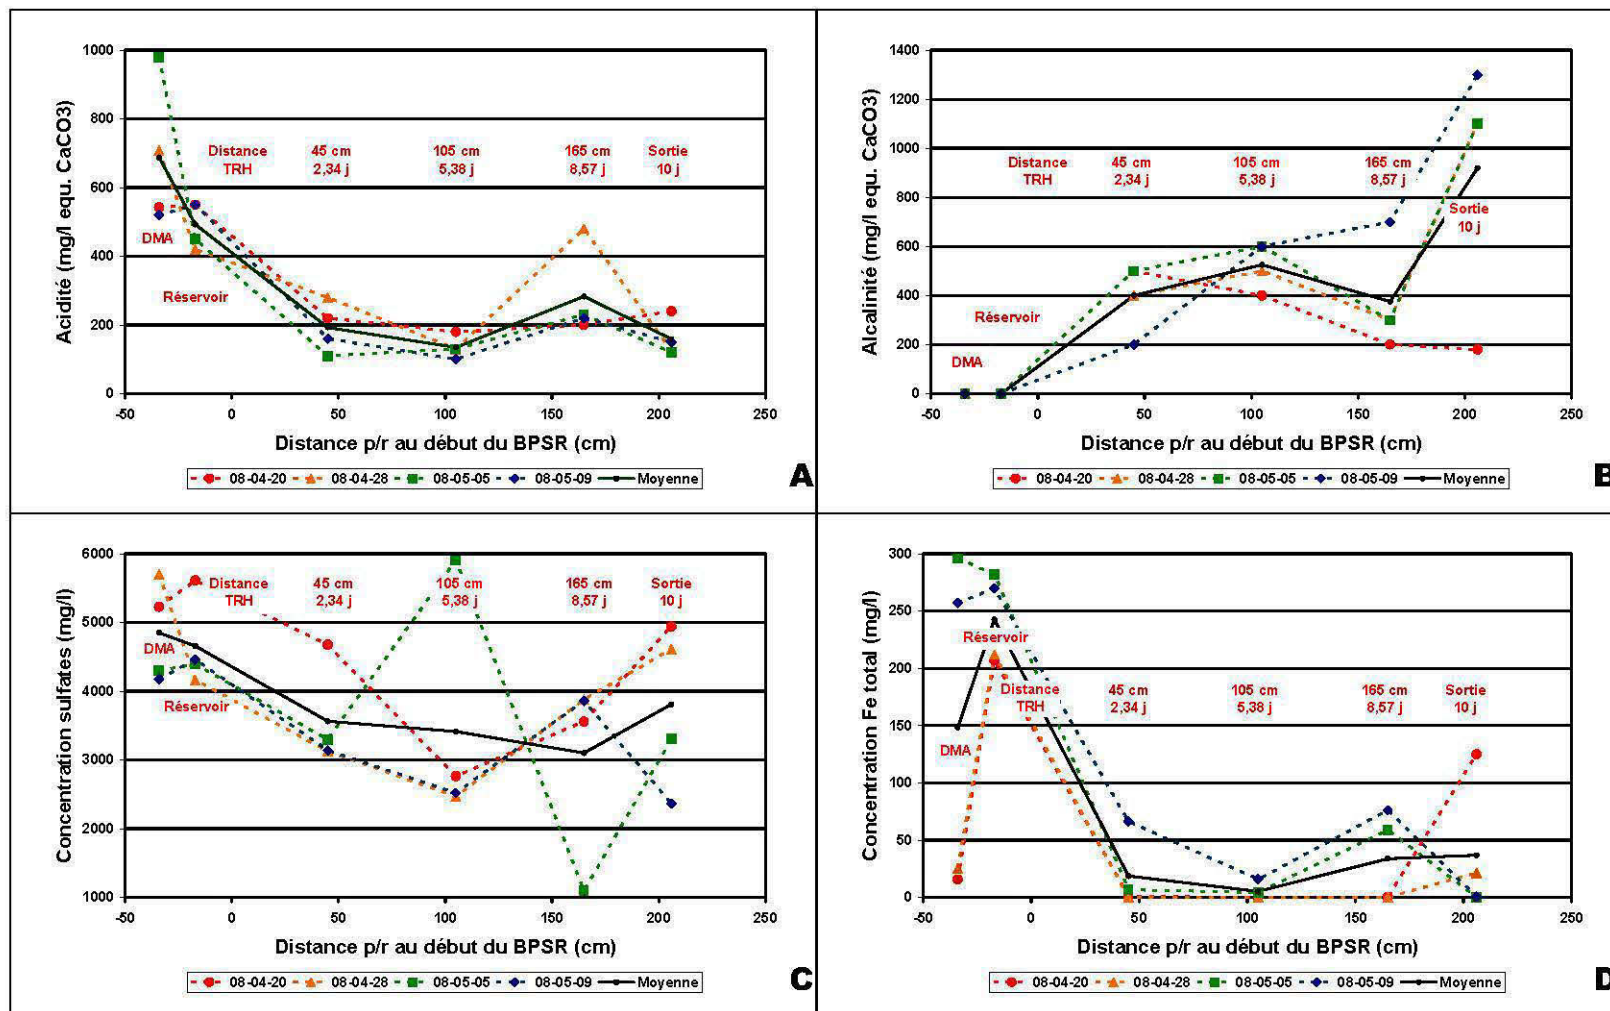 1000
800
600
400
200
0
-50 0 50 100 150 200 250
Acidité (mg/l equ. CaCO3)
Distance 45 cm 105 cm 165 cm Sortie
TRH 2,34 j 5,38 j 8,57 j 10 j
DMA
Réservoir
Distance p/r au début du BPSR (cm)
08-04-20 08-04-28 08-05-05 08-05-09 Moyenne
A
1400
1200
1000
800
600
400
200
0
-50 0 50 100 150 200 250
Alcalinité (mg/l equ. CaCO3)
Distance 45 cm 105 cm 165 cm
TRH 2,34 j 5,38 j 8,57 j
Sortie
10 j
Réservoir
DMA
Distance p/r au début du BPSR (cm)
08-04-20 08-04-28 08-05-05 08-05-09 Moyenne
B
6000
5000
4000
3000
2000
1000
-50 0 50 100 150 200 250
Concentration sulfates (mg/l)
Distance 45 cm 105 cm 165 cm Sortie
TRH 2,34 j 5,38 j 8,57 j 10 j
DMA
Réservoir
Distance p/r au début du BPSR (cm)
08-04-20 08-04-28 08-05-05 08-05-09 Moyenne
C
300
250
200
150
100
50
0
-50 0 50 100 150 200 250
Concentration Fe total (mg/l)
Réservoir
Distance 45 cm 105 cm 165 cm Sortie
TRH 2,34 j 5,38 j 8,57 j 10 j
DMA
Distance p/r au début du BPSR (cm)
08-04-20 08-04-28 08-05-05 08-05-09 Moyenne
D